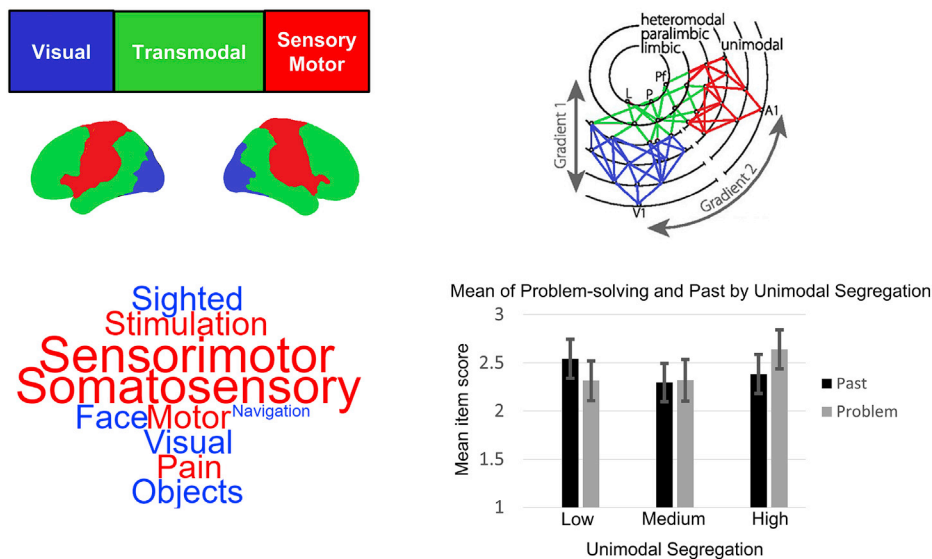 Visual
Transmodal
Sensory
Motor
heteromodal
paralimbic
limbic
unimodal
Pf
L
P
A1
V1
Gradient 1
Gradient 2
Sighted
Stimulation
Sensorimotor
Somatosensory
Face Motor Navigation
Visual
Pain
Objects
Mean of Problem-solving and Past by Unimodal Segregation
Mean item score
3
2.5
2
1.5
1
Low
Medium
High
Unimodal Segregation
Past
Problem